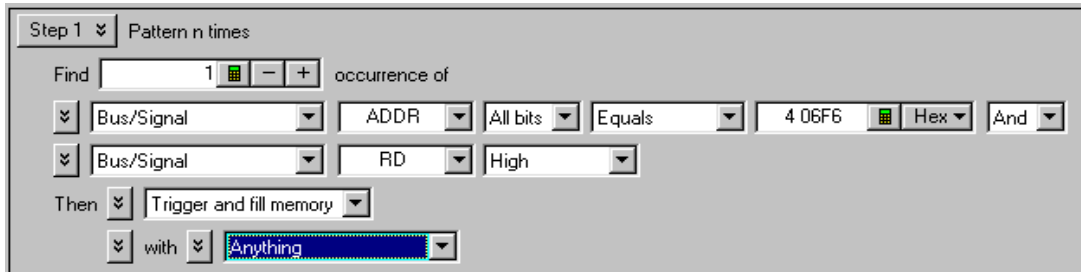 Step 1 Pattern n times
Find 1 − + occurrence of
Bus/Signal ADDR All bits Equals 4 06F6 Hex And
Bus/Signal RD High
Then Trigger and fill memory
with Anything